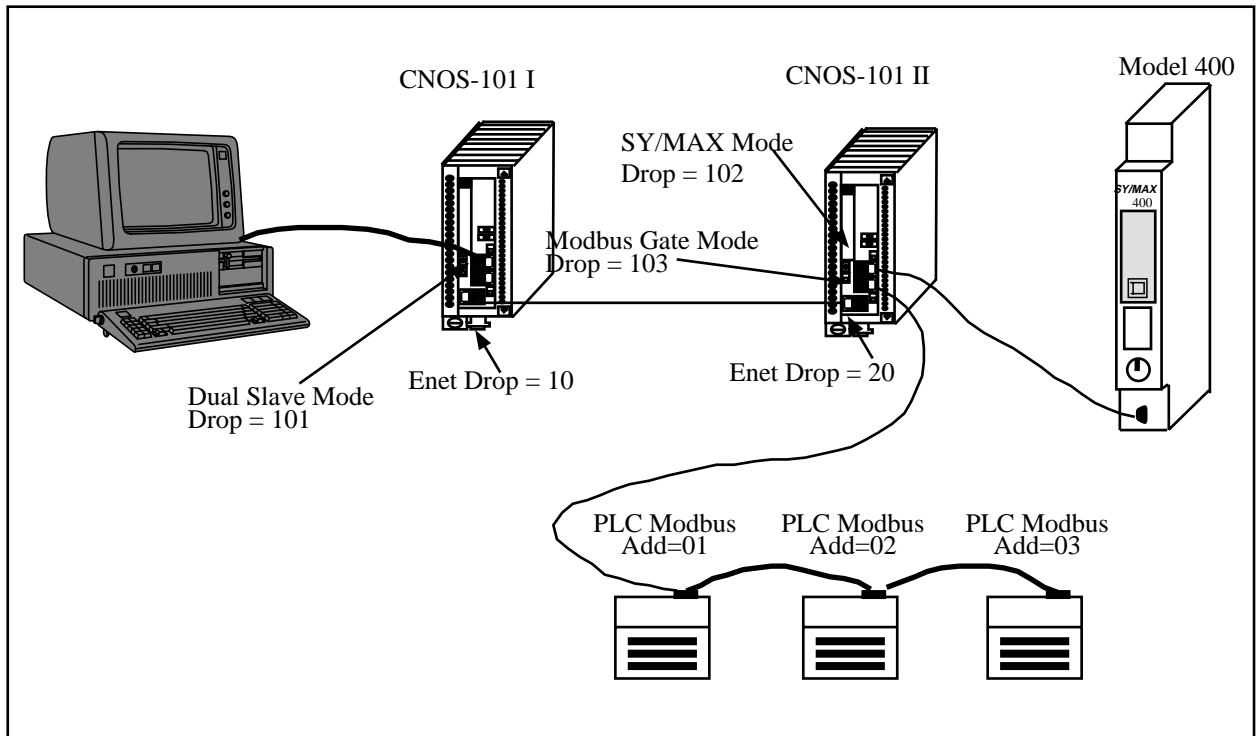 CNOS-101 I
CNOS-101 II
Model 400
SY/MAX Mode
Drop = 102
SY/MAX
400
Modbus Gate Mode
Drop = 103
Enet Drop = 10
Enet Drop = 20
Dual Slave Mode
Drop = 101
PLC Modbus
Add=01
PLC Modbus
Add=02
PLC Modbus
Add=03